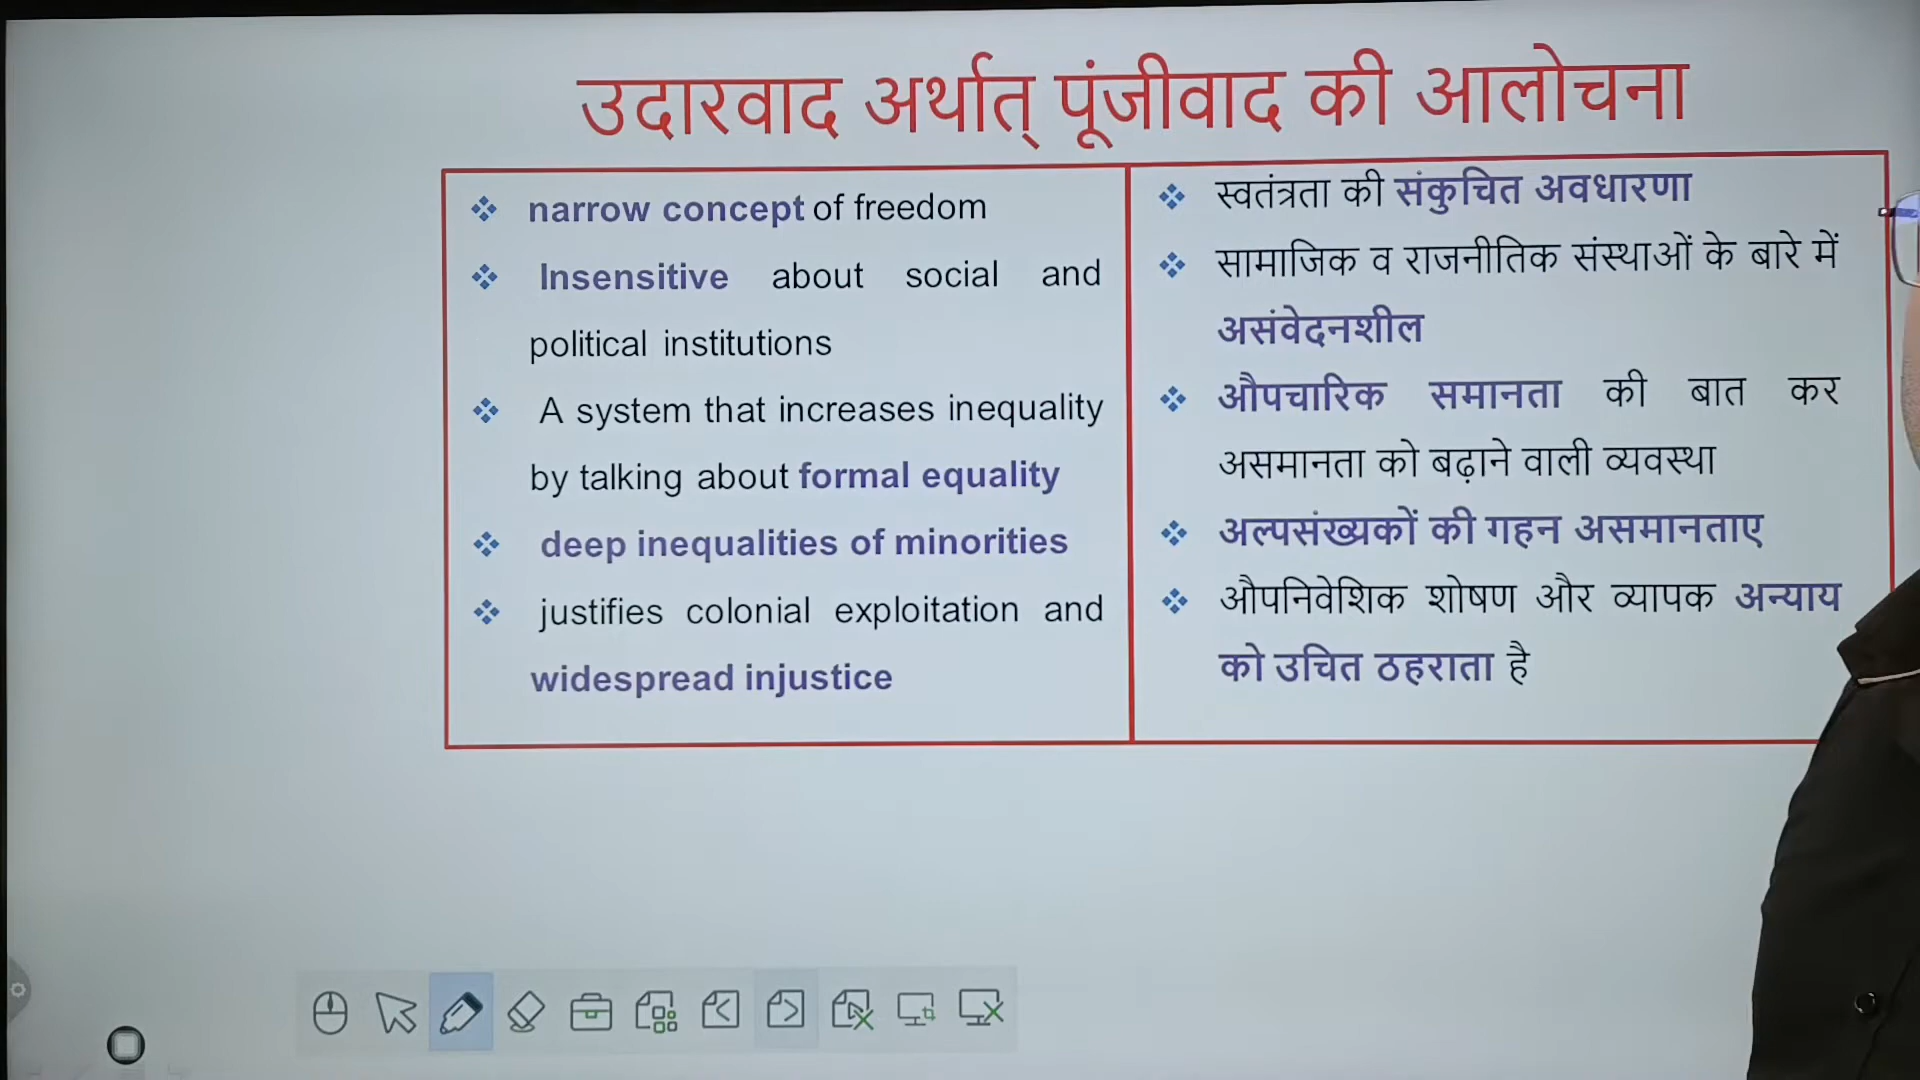 उदारवाद अर्थात् पूंजीवाद की आलोचना
narrow concept of freedom
Insensitive about social and
political institutions
A system that increases inequality
by talking about formal equality
deep inequalities of minorities
justifies colonial exploitation and
widespread injustice
स्वतंत्रता की संकुचित अवधारणा
सामाजिक व राजनीतिक संस्थाओं के बारे में
असंवेदनशील
औपचारिक समानता की बात कर
असमानता को बढ़ाने वाली व्यवस्था
अल्पसंख्यकों की गहन असमानताए
औपनिवेशिक शोषण और व्यापक अन्याय
को उचित ठहराता है